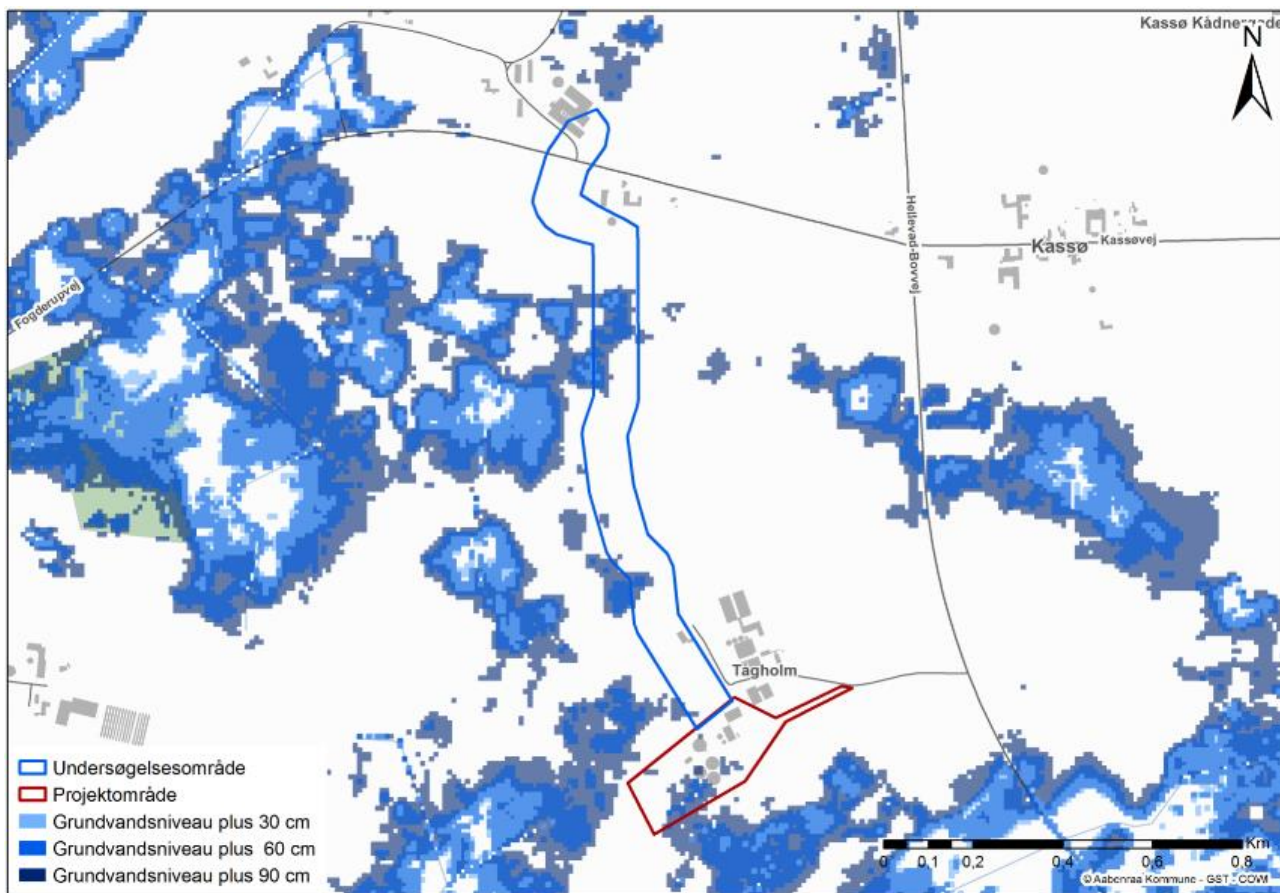 Kassø Kådnergade
N
Fogderupvej
Hellevad-Bovvej
Kassø
Kassøvej
Tagholm
Undersøgelsesområde
Projektområde
Grundvandsniveau plus 30 cm
Grundvandsniveau plus 60 cm
Grundvandsniveau plus 90 cm
Km
0 0,1 0,2 0,4 0,6 0,8
© Aabenraa Kommune - GST - COWI